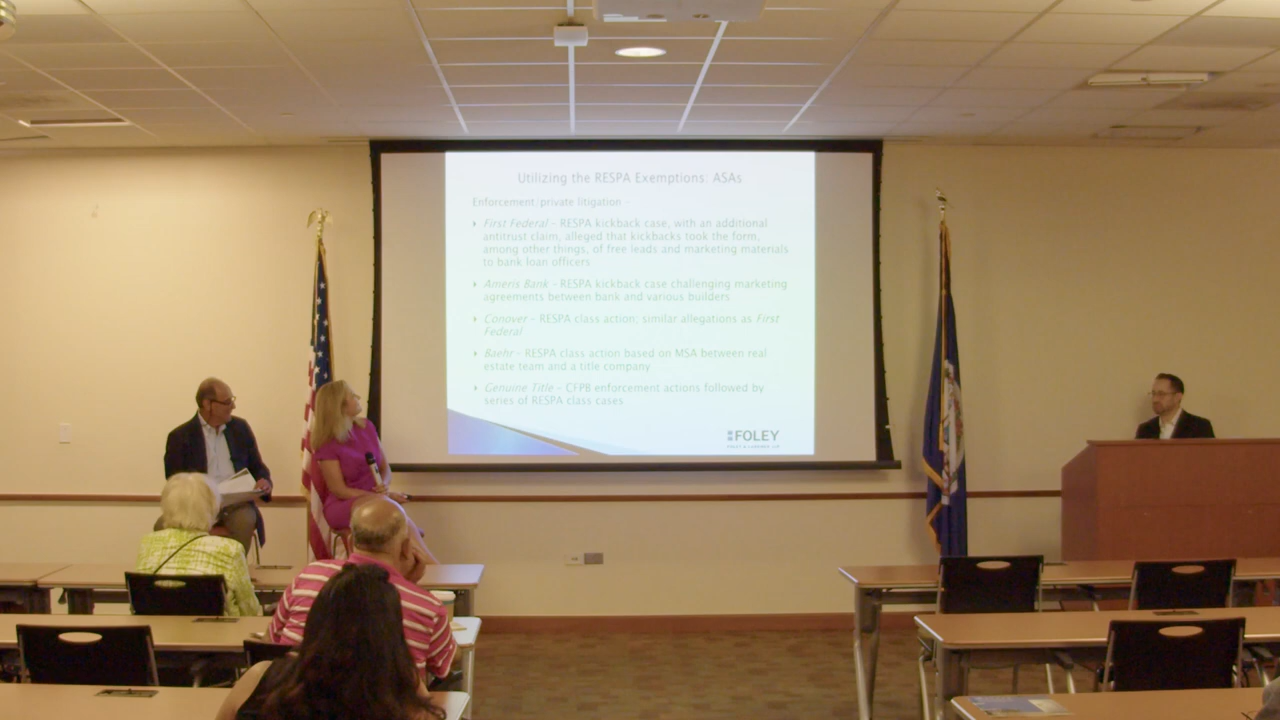 Utilizing the RESPA Exemptions: ASAs
Enforcement, private litigation –
First Federal – RESPA kickback case, with an additional
antitrust claim, alleged that kickbacks took the form,
among other things, of free leads and marketing materials
to bank loan officers
Ameris Bank – RESPA kickback case challenging marketing
agreements between bank and various builders
Conover – RESPA class action; similar allegations as First
Federal
Baehr – RESPA class action based on MSA between real
estate team and a title company
Genuine Title – CFPB enforcement actions followed by
series of RESPA class cases
FOLEY
FOLEY & LARDNER LLP